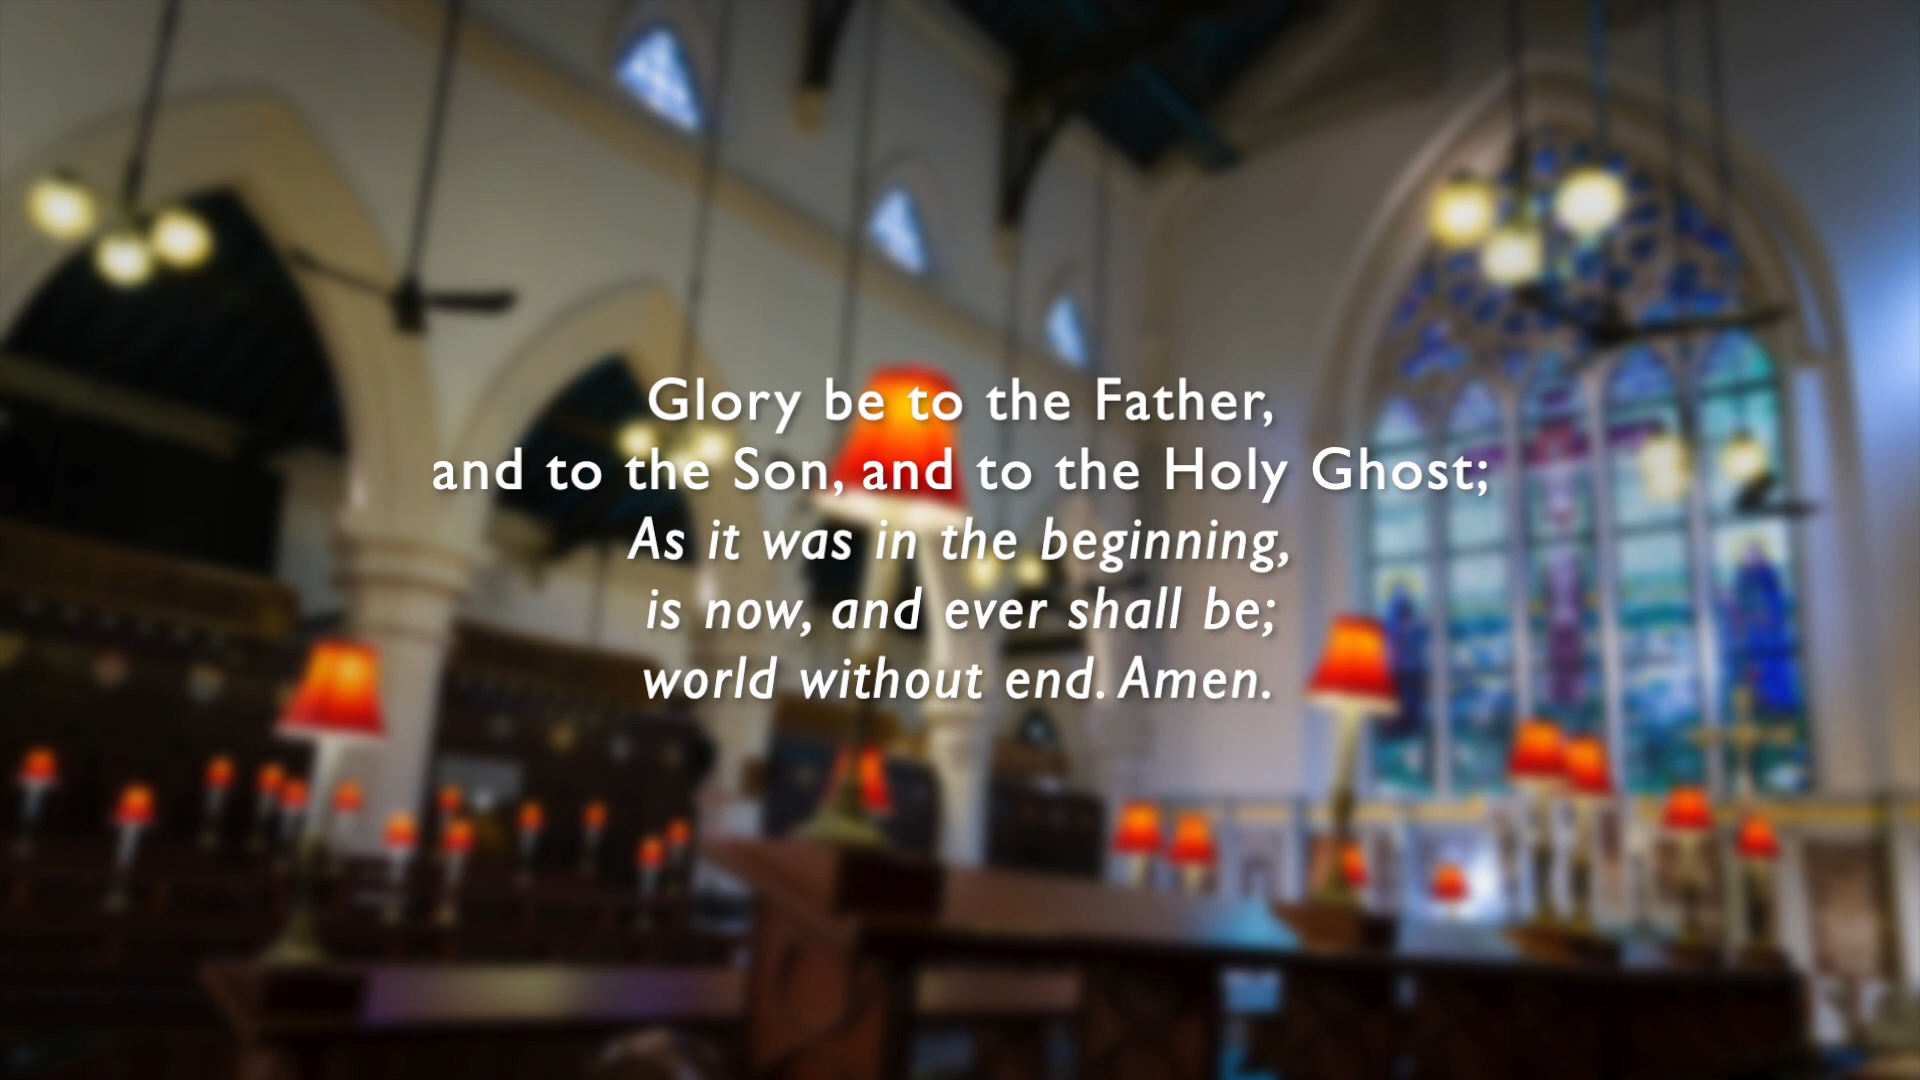 Glory be to the Father,
and to the Son, and to the Holy Ghost;
As it was in the beginning,
is now, and ever shall be;
world without end. Amen.